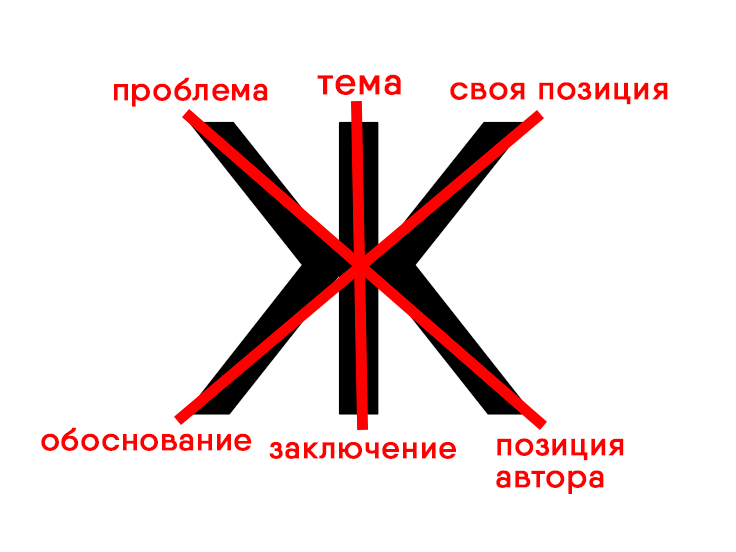 проблема
тема
своя позиция
Ж
обоснование
заключение
позиция
автора